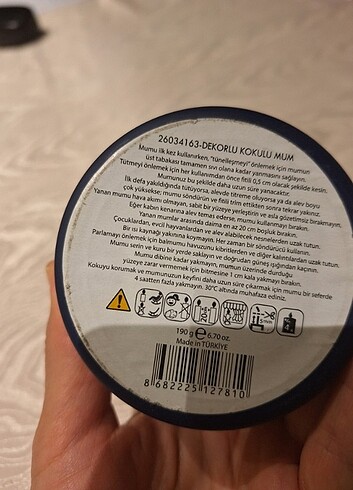 26034163-DEKORLU KOKULU MUM
Mumu ilk kez kullanırken, "tünelleşmeyi" önlemek için mumun
üst tabakası tamamen sıvı olana kadar yanmasını sağlayın.
Tütmeyi önlemek için her kullanımdan önce fitili 0,5 cm olacak şekilde kesin.
Mumunuz bu şekilde daha uzun süre yanacaktır.
İlk defa yakıldığında tütüyorsa, alevde titreme oluyorsa ya da alev boyu
çok yüksekse; mumu söndürün ve fitili trim ettikten sonra tekrar yakınız.
Yanan mumu hava akımı olmayan, sabit bir yüzeye yerleştirin ve asla gözetimsiz bırakmayın.
Eğer kabın kenarına alev temas ederse, mumu kullanmayı bırakın.
Yanan mumlar arasında daima en az 20 cm boşluk bırakın.
Çocuklardan, evcil hayvanlardan ve alev alabilecek nesnelerden uzak tutun.
Bir ısı kaynağı yakınına koymayın. Her zaman bir söndürücü kullanın.
Parlamayı önlemek için balmumu havuzunu kibritlerden ve diğer kalıntılardan uzak tutun.
Mumu serin ve kuru bir yerde saklayın ve doğrudan güneş ışığından kaçının.
Mumu dibine kadar yakmayın, mumun üzerinde durduğu
yüzeye zarar vermemek için bitmesine 1 cm kala yakmayı bırakın.
Kokuyu korumak ve mumunuzun keyfini daha uzun süre çıkarmak için mumu bir seferde
4 saatten fazla yakmayın. 30°C altında muhafaza ediniz.
190 g ℮ 6,70 oz.
Made in TÜRKİYE
8 682225 127810